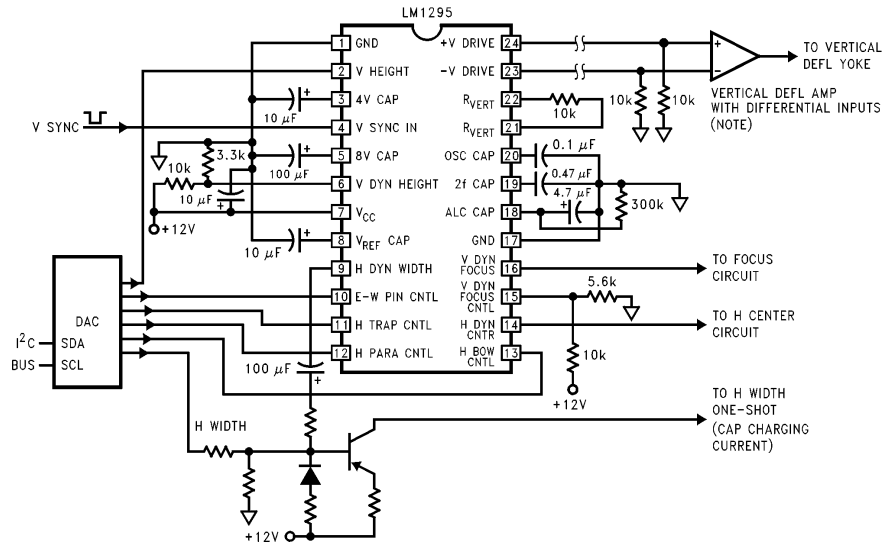 LM1295
1 GND
2 V HEIGHT
3 4V CAP
4 V SYNC IN
5 8V CAP
6 V DYN HEIGHT
7 VCC
8 VREF CAP
9 H DYN WIDTH
10 E-W PIN CNTL
11 H TRAP CNTL
12 H PARA CNTL
+V DRIVE 24
-V DRIVE 23
RVERT 22
RVERT 21
OSC CAP 20
2f CAP 19
ALC CAP 18
GND 17
V DYN
FOCUS 16
V DYN
FOCUS 15
CNTL
H DYN
CNTR 14
H BOW
CNTL 13
V SYNC
10 μF
+
3.3k
10k
100 μF
+
10 μF
+
+12V
10 μF
+
DAC
I2C
BUS
SDA
SCL
100 μF
+
H WIDTH
+12V
+
-
TO VERTICAL
DEFL YOKE
10k
10k
VERTICAL DEFL AMP
WITH DIFFERENTIAL INPUTS
(NOTE)
10k
0.1 μF
0.47 μF
4.7 μF
+
300k
TO FOCUS
CIRCUIT
5.6k
TO H CENTER
CIRCUIT
10k
+12V
TO H WIDTH
ONE-SHOT
(CAP CHARGING
CURRENT)